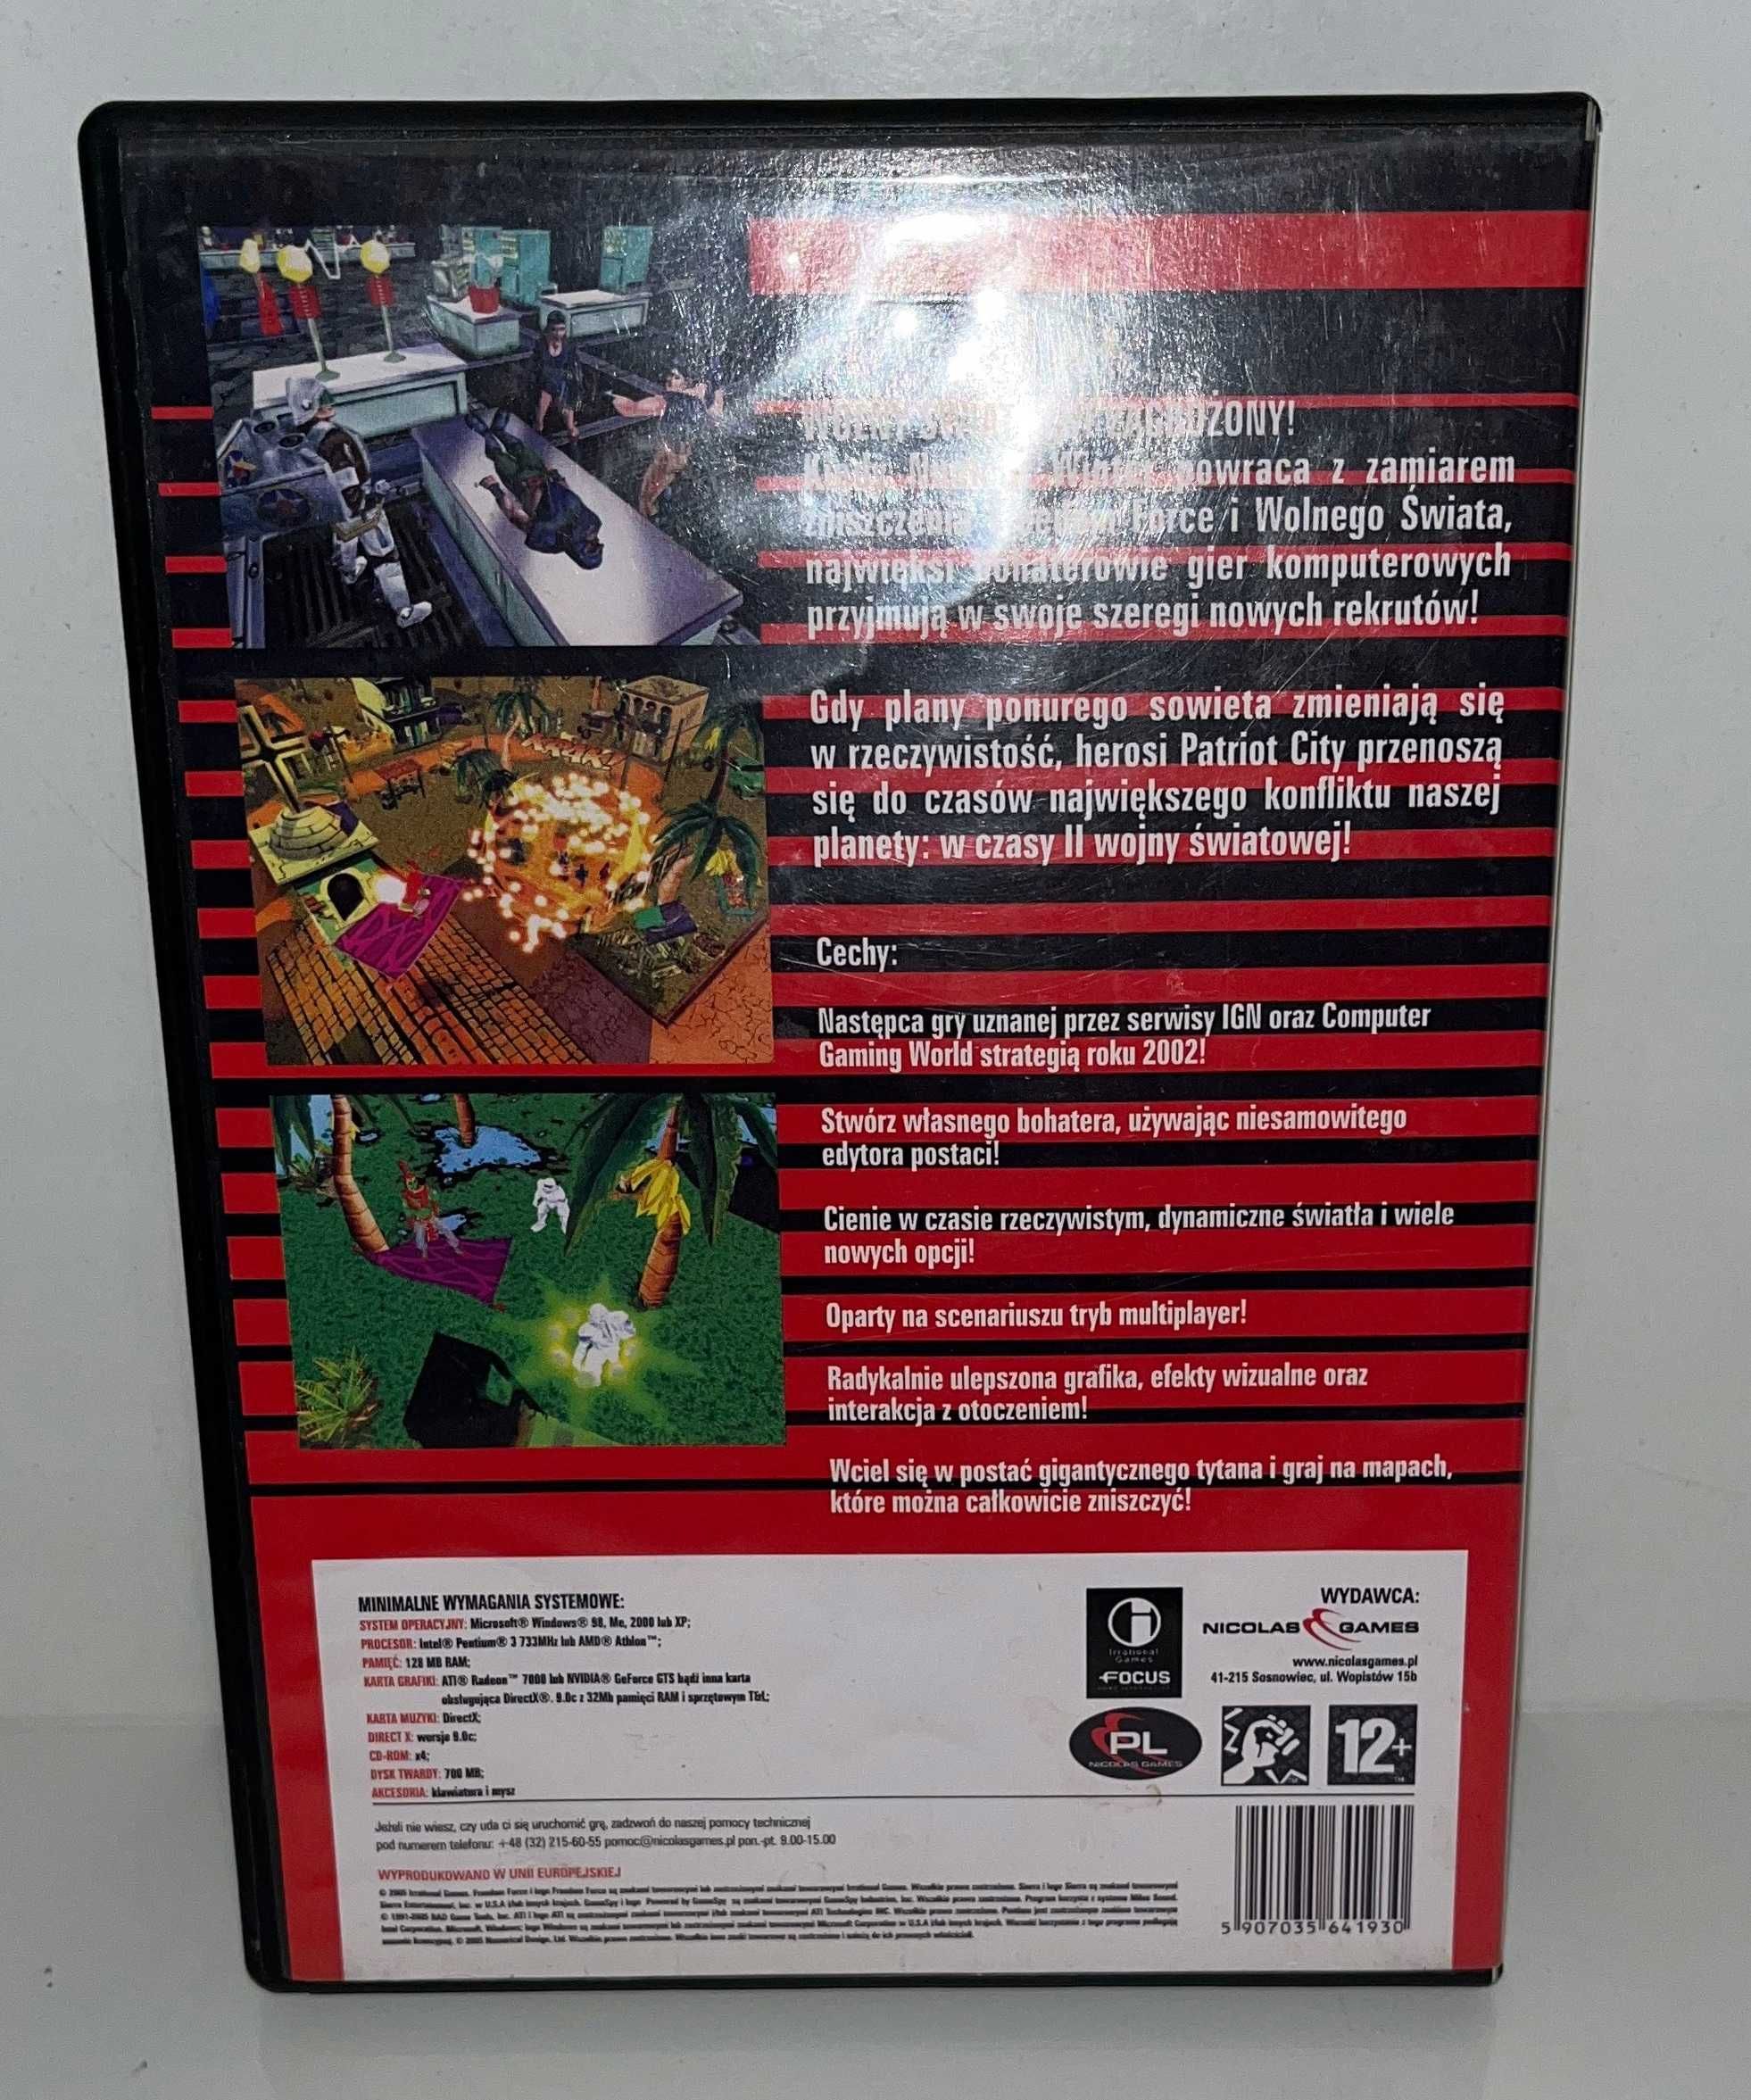 ZAGROŻONY!
powraca z zamiarem
zniszczenia Force i Wolnego Świata,
najwięksi bohaterowie gier komputerowych
przyjmują w swoje szeregi nowych rekrutów!
Gdy plany ponurego sowieta zmieniają się
w rzeczywistość, herosi Patriot City przenoszą
się do czasów największego konfliktu naszej
planety: w czasy II wojny światowej!
Cechy:
Następca gry uznanej przez serwisy IGN oraz Computer
Gaming World strategią roku 2002!
Stwórz własnego bohatera, używając niesamowitego
edytora postaci!
Cienie w czasie rzeczywistym, dynamiczne światła i wiele
nowych opcji!
Oparty na scenariuszu tryb multiplayer!
Radykalnie ulepszona grafika, efekty wizualne oraz
interakcja z otoczeniem!
Wciel się w postać gigantycznego tytana i graj na mapach,
które można całkowicie zniszczyć!
MINIMALNE WYMAGANIA SYSTEMOWE:
SYSTEM OPERACYJNY: Microsoft® Windows® 98, Me, 2000 lub XP;
PROCESOR: Intel® Pentium® 3 733MHz lub AMD® Athlon™;
PAMIĘĆ: 128 MB RAM;
KARTA GRAFIKI: ATI® Radeon™ 7000 lub NVIDIA® GeForce GTS bądź inna karta
obsługująca DirectX®. 9.0c z 32Mb pamięci RAM i sprzętowym T&L;
KARTA MUZYKI: DirectX;
DIRECT X: wersja 9.0c;
CD-ROM: x4;
DYSK TWARDY: 700 MB;
AKCESORIA: klawiatura i mysz
Irrational
Games
FOCUS
WYDAWCA:
NICOLAS GAMES
www.nicolasgames.pl
41-215 Sosnowiec, ul. Wopistów 15b
PL
NICOLAS GAMES
12+
Jeżeli nie wiesz, czy uda ci się uruchomić grę, zadzwoń do naszej pomocy technicznej
pod numerem telefonu: +48 (32) 215-60-55 pomoc@nicolasgames.pl pon.-pt. 9.00-15.00
WYPRODUKOWANO W UNII EUROPEJSKIEJ
5 907035 641930